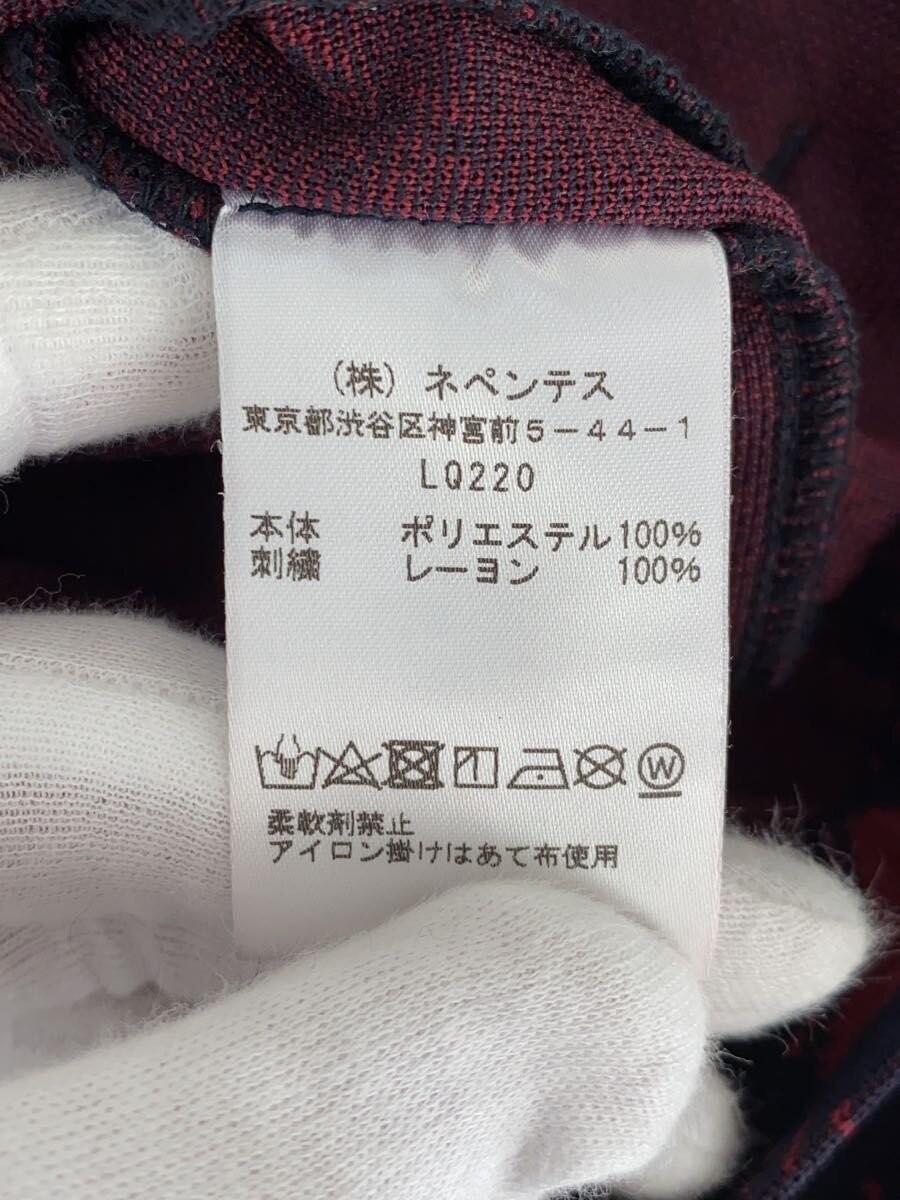 (株) ネペンテス
東京都渋谷区神宮前5-44-1
LQ220
本体 ポリエステル100%
刺繍 レーヨン 100%
W
柔軟剤禁止
アイロン掛けはあて布使用